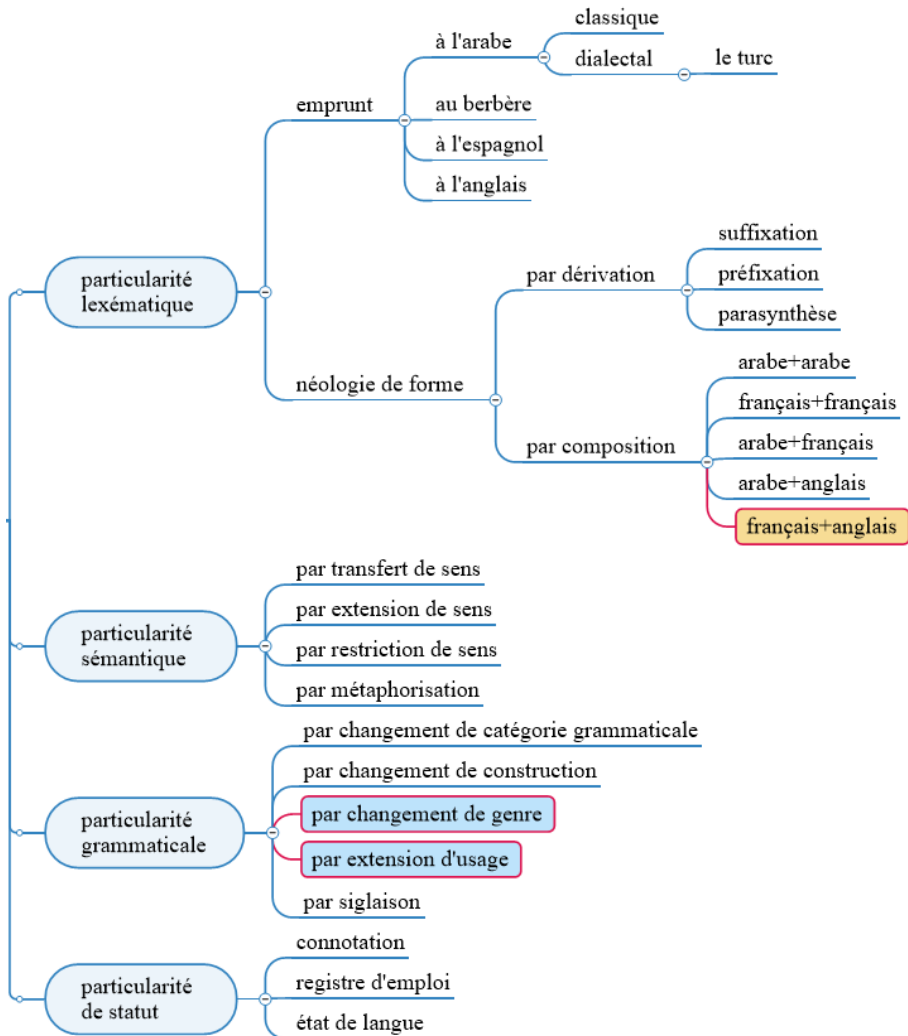 classique
à l'arabe
dialectal
le turc
emprunt
au berbère
à l'espagnol
à l'anglais
particularité
lexématique
suffixation
par dérivation
préfixation
parasynthèse
néologie de forme
arabe+arabe
français+français
par composition
arabe+français
arabe+anglais
français+anglais
particularité
sémantique
par transfert de sens
par extension de sens
par restriction de sens
par métaphorisation
particularité
grammaticale
par changement de catégorie grammaticale
par changement de construction
par changement de genre
par extension d'usage
par siglaison
particularité
de statut
connotation
registre d'emploi
état de langue